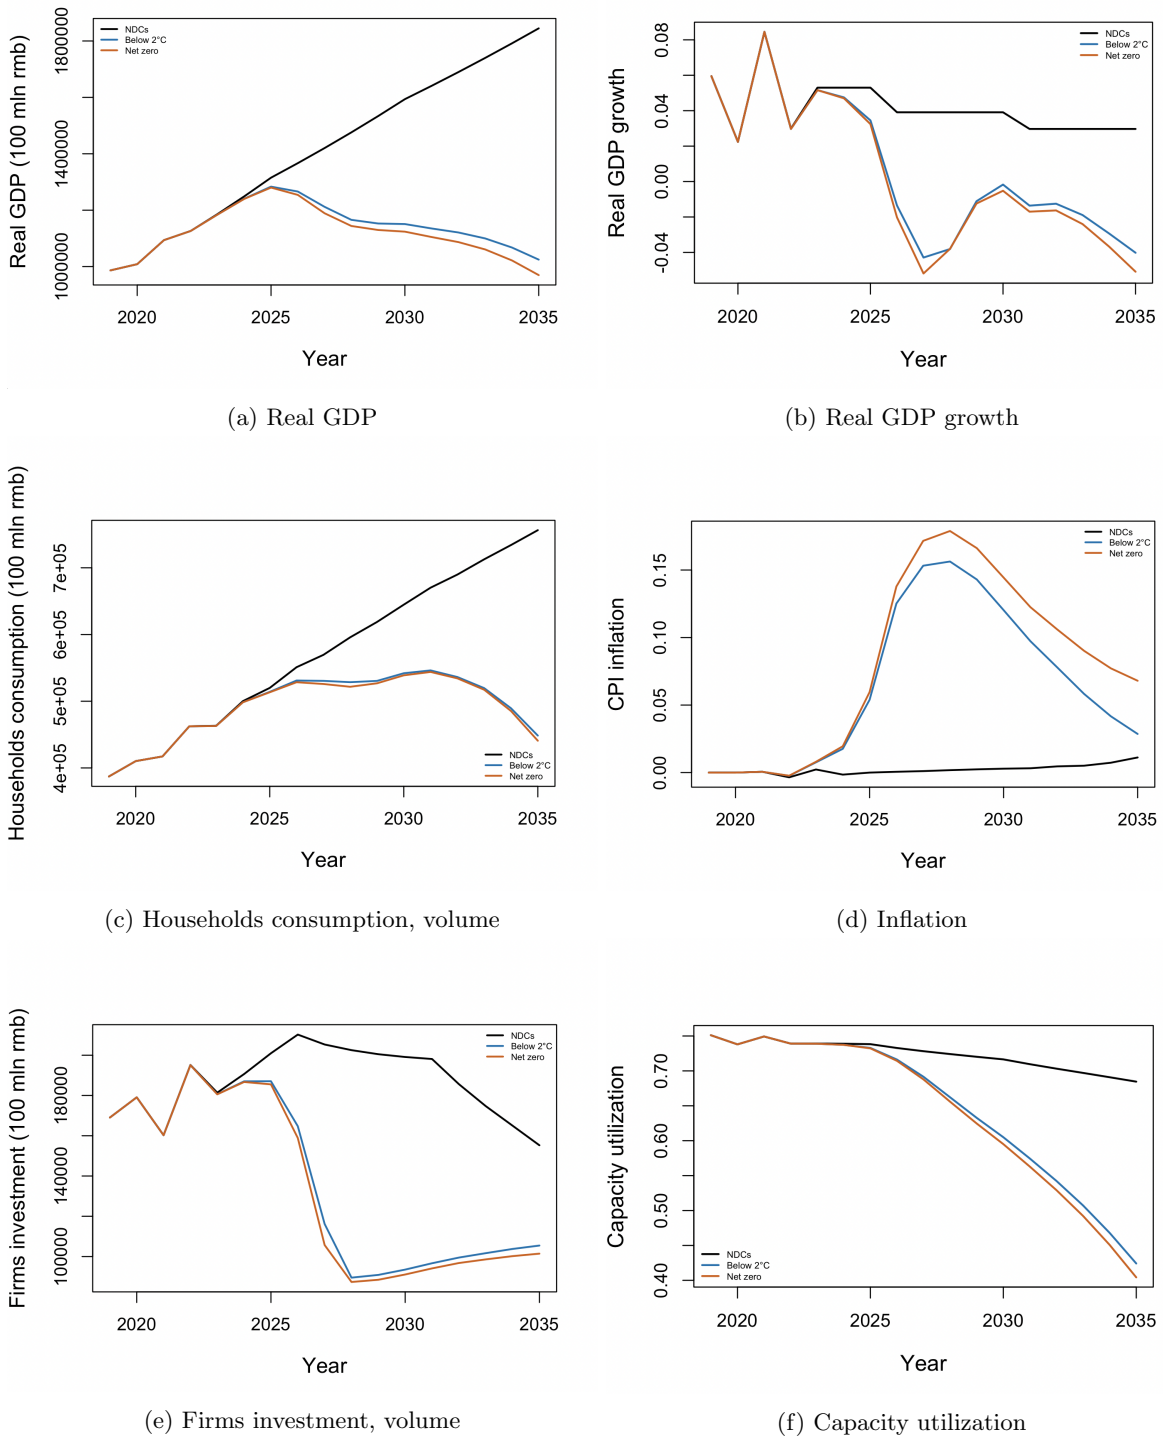 Real GDP (100 mln rmb)
1000000
1400000
1800000
NDCs
Below 2°C
Net zero
2020
2025
2030
2035
Year
(a) Real GDP
Real GDP growth
-0.04
0.00
0.04
0.08
NDCs
Below 2°C
Net zero
2020
2025
2030
2035
Year
(b) Real GDP growth
Households consumption (100 mln rmb)
4e+05
5e+05
6e+05
7e+05
NDCs
Below 2°C
Net zero
2020
2025
2030
2035
Year
(c) Households consumption, volume
CPI inflation
0.00
0.05
0.10
0.15
NDCs
Below 2°C
Net zero
2020
2025
2030
2035
Year
(d) Inflation
Firms investment (100 mln rmb)
100000
140000
180000
NDCs
Below 2°C
Net zero
2020
2025
2030
2035
Year
(e) Firms investment, volume
Capacity utilization
0.40
0.50
0.60
0.70
NDCs
Below 2°C
Net zero
2020
2025
2030
2035
Year
(f) Capacity utilization